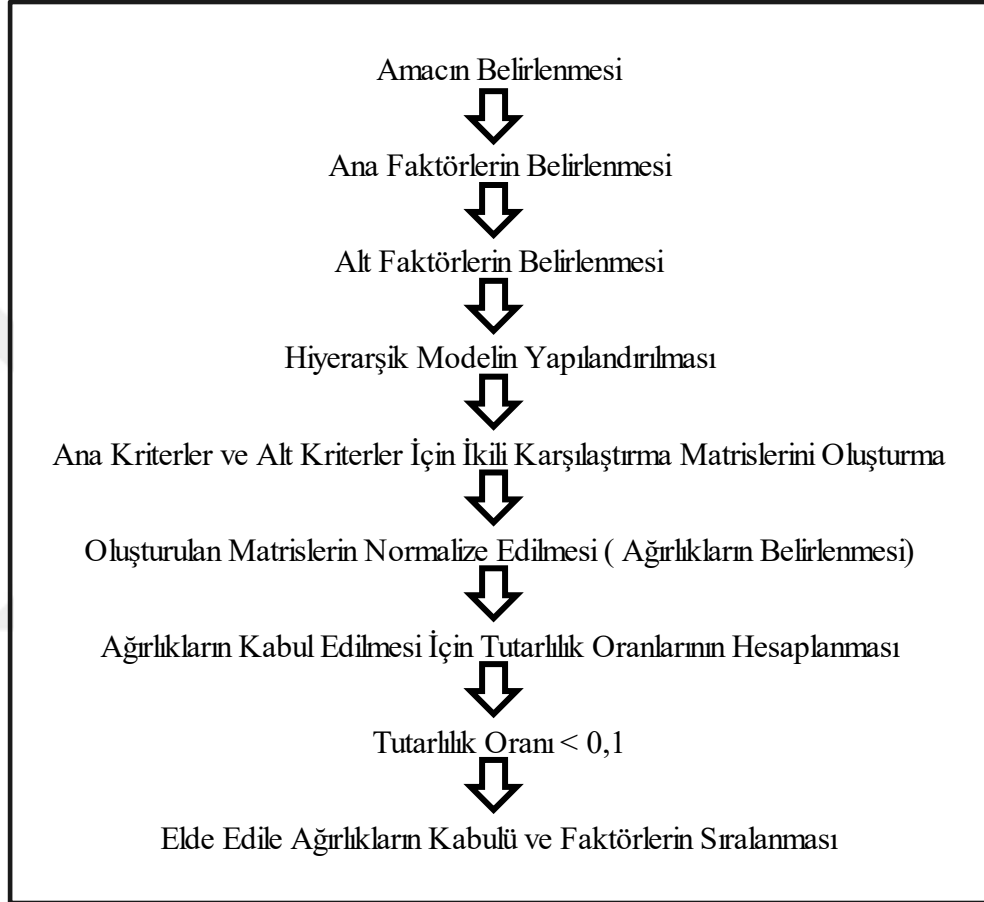 Amacın Belirlenmesi
Ana Faktörlerin Belirlenmesi
Alt Faktörlerin Belirlenmesi
Hiyerarşik Modelin Yapılandırılması
Ana Kriterler ve Alt Kriterler İçin İkili Karşılaştırma Matrislerini Oluşturma
Oluşturulan Matrislerin Normalize Edilmesi ( Ağırlıkların Belirlenmesi)
Ağırlıkların Kabul Edilmesi İçin Tutarlılık Oranlarının Hesaplanması
Tutarlılık Oranı < 0,1
Elde Edile Ağırlıkların Kabulü ve Faktörlerin Sıralanması